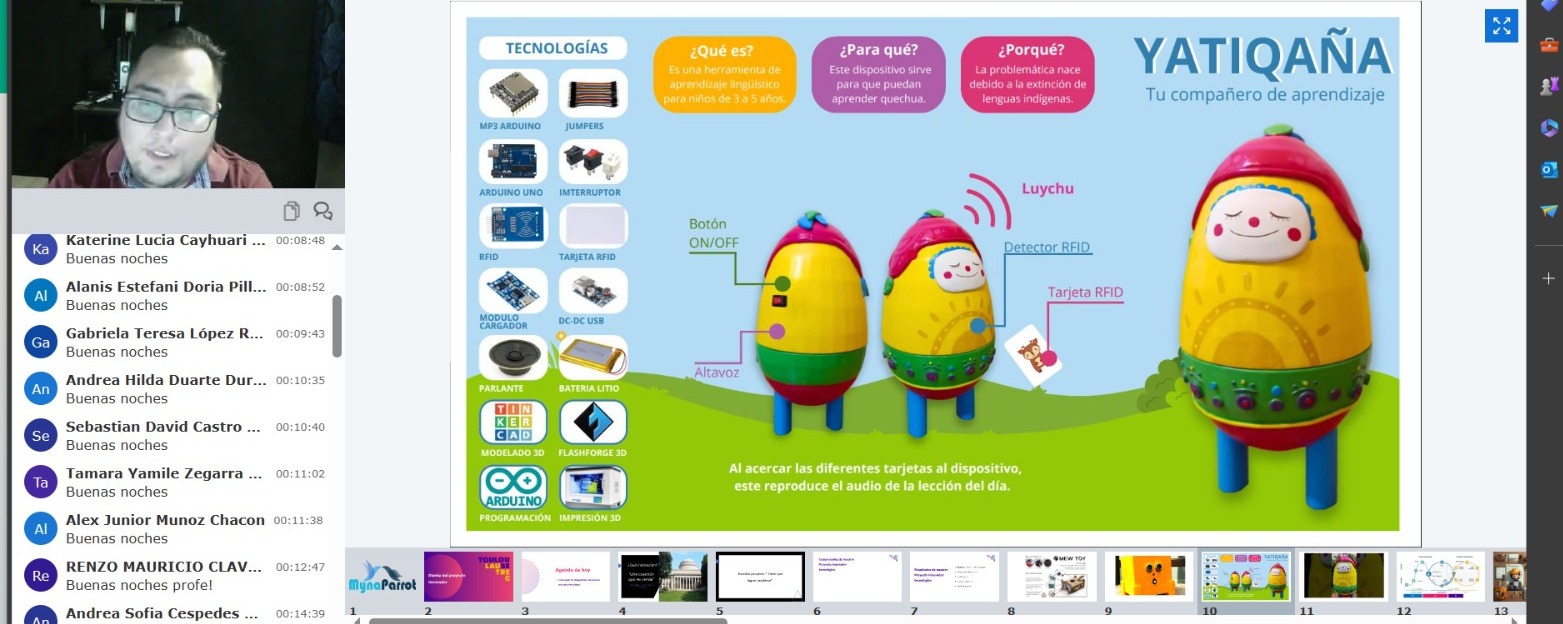 Ka
Katerine Lucia Cayhuari ...
00:08:48
Buenas noches
Al
Alanis Estefani Doria Pill...
00:08:52
Buenas noches
Ga
Gabriela Teresa López R...
00:09:43
Buenas noches
An
Andrea Hilda Duarte Dur...
00:10:35
Buenas noches
Se
Sebastian David Castro ...
00:10:40
Buenas noches
Ta
Tamara Yamile Zegarra ...
00:11:02
Buenas noches
Al
Alex Junior Munoz Chacon
00:11:38
Buenas noches
Re
RENZO MAURICIO CLAV...
00:12:47
Buenas noches profe!
An
Andrea Sofia Cespedes ...
00:14:39
TECNOLOGÍAS
MP3 ARDUINO
JUMPERS
ARDUINO UNO
IMTERRUPTOR
RFID
TARJETA RFID
MODULO
CARGADOR
DC-DC USB
PARLANTE
BATERIA LITIO
TIN
KER
CAD
MODELADO 3D
FLASHFORGE 3D
ARDUINO
PROGRAMACIÓN
IMPRESIÓN 3D
¿Qué es?
Es una herramienta de
aprendizaje lingüístico
para niños de 3 a 5 años.
¿Para qué?
Este dispositivo sirve
para que puedan
aprender quechua.
¿Porqué?
La problemática nace
debido a la extinción de
lenguas indígenas.
YATIQAÑA
Tu compañero de aprendizaje
Luychu
Botón
ON/OFF
Detector RFID
Tarjeta RFID
Altavoz
Al acercar las diferentes tarjetas al dispositivo,
este reproduce el audio de la lección del día.
MynaParrot
TOULOU
LAU SE
TRE
C
Agenda de hoy
NEW TOY
YATIQAÑA
1
2
3
4
5
6
7
8
9
10
11
12
13